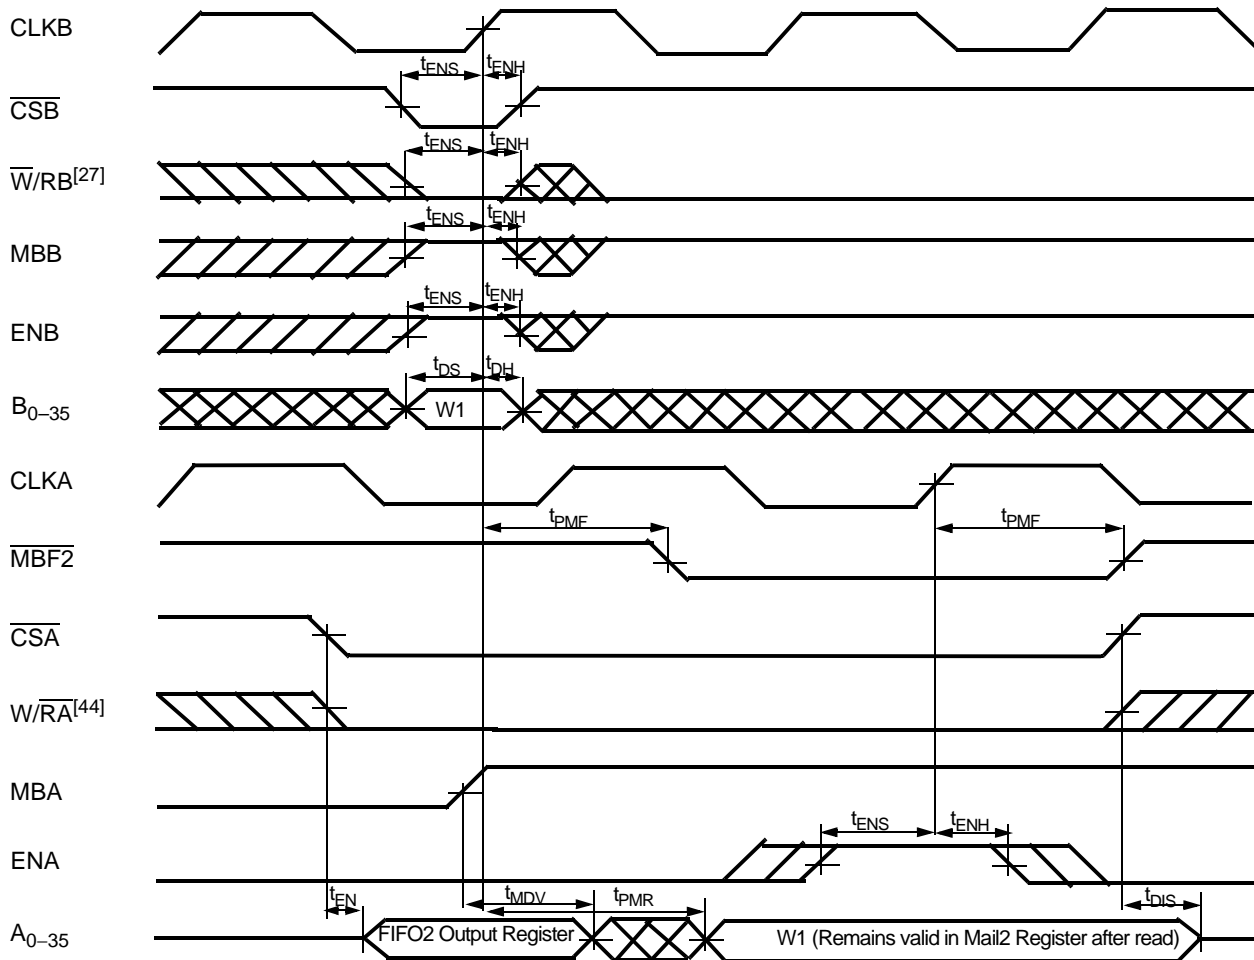 CLKB
tENS tENH
CSB
tENS tENH
W/RB[27]
tENS tENH
MBB
tENS tENH
ENB
tDS tDH
B0–35 W1
CLKA
tPMF tPMF
MBF2
CSA
W/RA[44]
MBA
tENS tENH
ENA
tEN tMDV tPMR tDIS
A0–35 FIFO2 Output Register W1 (Remains valid in Mail2 Register after read)